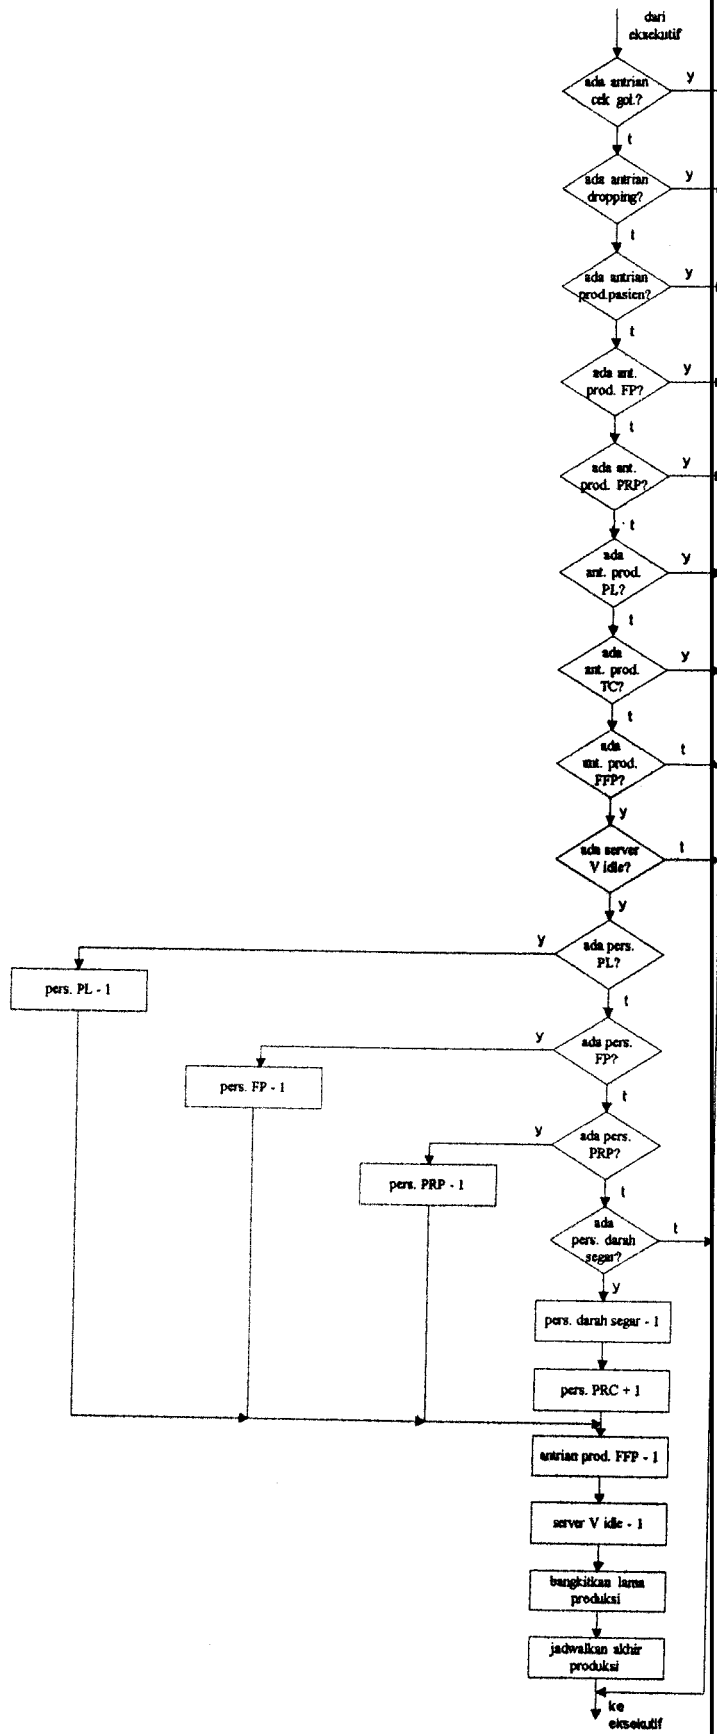 dari
eksekutif
ada antrian
cek gol.?
y
t
ada antrian
dropping?
y
t
ada antrian
prod.pasien?
y
t
ada ant.
prod. FP?
y
t
ada ant.
prod. PRP?
y
t
ada
ant. prod.
PL?
y
t
ada
ant. prod.
TC?
y
t
ada
ant. prod.
FFP?
t
y
ada server
V idle?
t
y
ada pers.
PL?
y
pers. PL - 1
t
ada pers.
FP?
y
pers. FP - 1
t
ada pers.
PRP?
y
pers. PRP - 1
t
ada
pers. darah
segar?
t
y
pers. darah segar - 1
pers. PRC + 1
antrian prod. FFP - 1
server V idle - 1
bangkitkan lama
produksi
jadwalkan akhir
produksi
ke
eksekutif